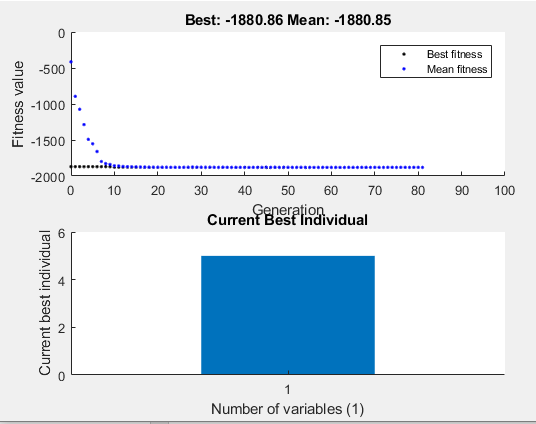 Best: -1880.86 Mean: -1880.85
0
-500
-1000
-1500
-2000
Fitness value
Best fitness
Mean fitness
0 10 20 30 40 50 60 70 80 90 100
Generation
Current Best Individual
6
4
2
0
Current best individual
1
Number of variables (1)